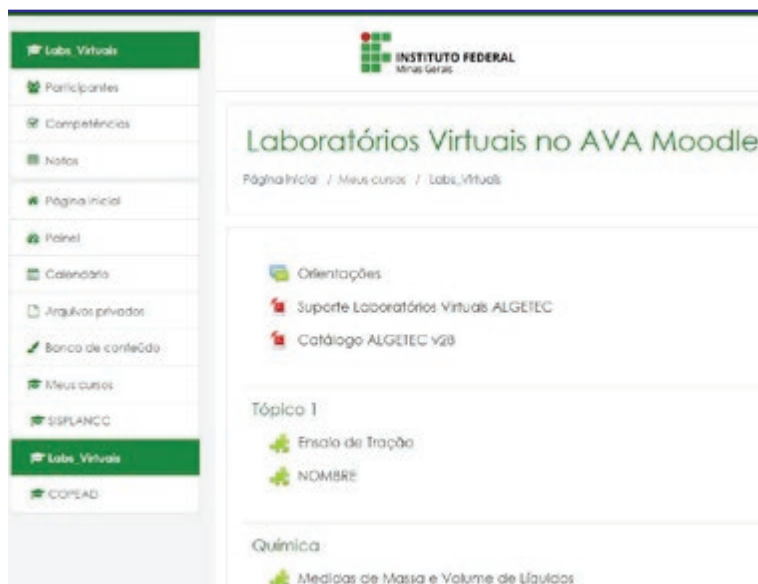 Labs_Virtuais
Participantes
Competências
Notas
Página inicial
Painel
Calendário
Arquivos privados
Banco de conteúdo
Meus cursos
SISPLANCC
Labs_Virtuais
COPEAD
INSTITUTO FEDERAL
Minas Gerais
Laboratórios Virtuais no AVA Moodle
Página inicial / Meus cursos / Labs_Virtuais
Orientações
Suporte Laboratórios Virtuais ALGETEC
Catálogo ALGETEC v28
Tópico 1
Ensaio de Tração
NOMBRE
Química
Medidas de Massa e Volume de Líquidos